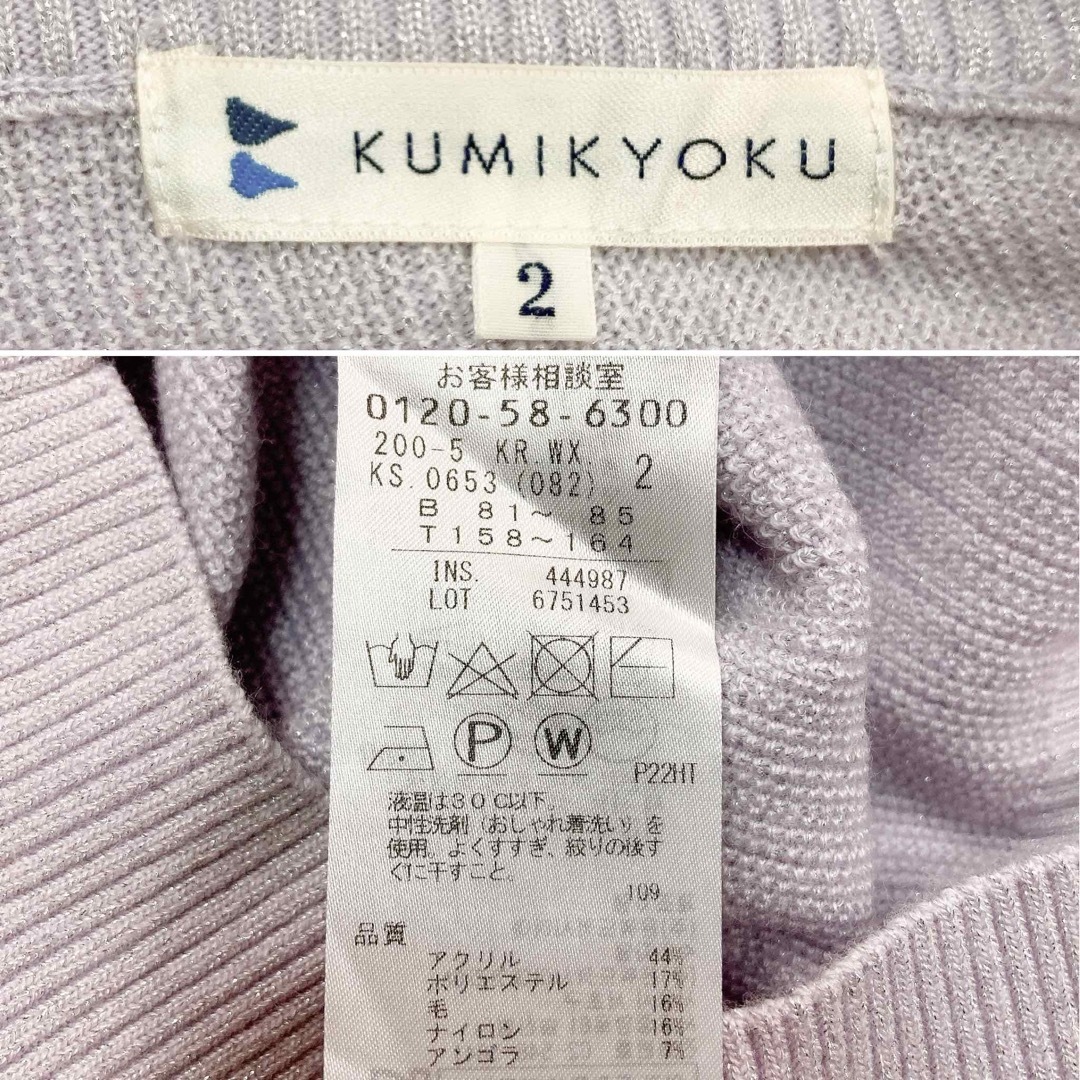 KUMIKYOKU
2
お客様相談室
0120-58-6300
200-5 KR WX. 2
KS.0653 (082)
B 81~ 85
T158~164
INS. 444987
LOT 6751453
P W
P22HT
液温は30℃以下。
中性洗剤（おしゃれ着洗い）を
使用。よくすすぎ、絞りの後す
ぐに干すこと。
109
品質
アクリル 44%
ポリエステル 17%
毛 16%
ナイロン 16%
アンゴラ 7%